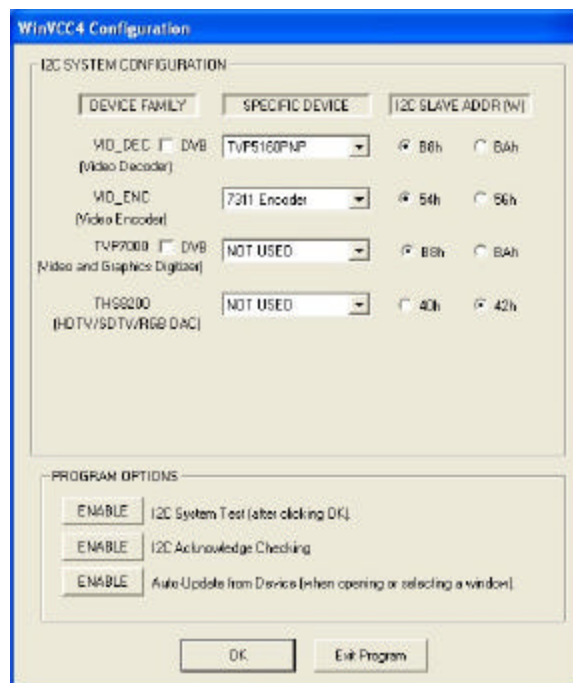 WinVCC4 Configuration
I2C SYSTEM CONFIGURATION
DEVICE FAMILY SPECIFIC DEVICE I2C SLAVE ADDR (W)
VID_DEC DVB TVP5160PNP B8h BAh
(Video Decoder)
VID_ENC 7311 Encoder 54h 56h
(Video Encoder)
TVP7000 DVB NOT USED B8h BAh
(Video and Graphics Digitizer)
THS8200 NOT USED 40h 42h
(HDTV/SDTV/RGB DAC)
PROGRAM OPTIONS
ENABLE I2C System Test (after clicking OK).
ENABLE I2C Acknowledge Checking
ENABLE Auto-Update from Device (when opening or selecting a window).
OK Exit Program